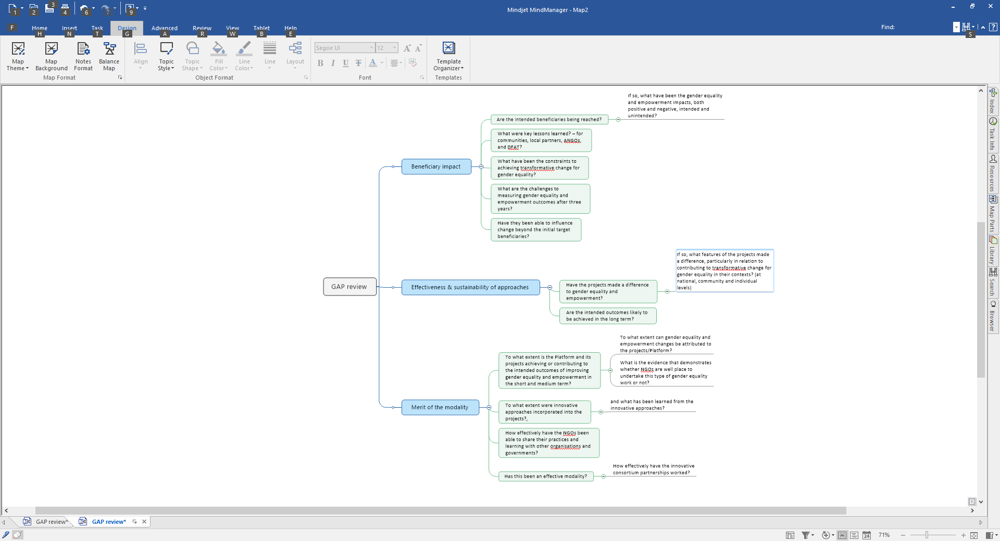 Mindjet MindManager - Map2
1
2
3
4
6
7
9
F
Home
Insert
Task
Design
Advanced
Review
View
Tablet
Help
Find:
H
N
T
G
A
R
W
B
E
S
Map Theme
Map Background
Notes Format
Balance Map
Align
Topic Style
Topic Shape
Fill Color
Line Color
Line
Layout
Segoe UI
12
A A
B I U T A
Template Organizer
Map Format
Object Format
Font
Templates
GAP review
Beneficiary impact
Are the intended beneficiaries being reached?
If so, what have been the gender equality
and empowerment impacts, both
positive and negative, intended and
unintended?
What were key lessons learned? – for
communities, local partners, ANGOs,
and DFAT?
What have been the constraints to
achieving transformative change for
gender equality?
What are the challenges to
measuring gender equality and
empowerment outcomes after three
years?
Have they been able to influence
change beyond the initial target
beneficiaries?
Effectiveness & sustainability of approaches
Have the projects made a difference
to gender equality and
empowerment?
If so, what features of the projects made
a difference, particularly in relation to
contributing to transformative change for
gender equality in their contexts? (at
national, community and individual
levels)
Are the intended outcomes likely to
be achieved in the long term?
Merit of the modality
To what extent is the Platform and its
projects achieving or contributing to
the intended outcomes of improving
gender equality and empowerment in
the short and medium term?
To what extent can gender equality and
empowerment changes be attributed to
the projects/Platform?
What is the evidence that demonstrates
whether NGOs are well place to
undertake this type of gender equality
work or not?
To what extent were innovative
approaches incorporated into the
projects?,
and what has been learned from the
innovative approaches?
How effectively have the NGOs been
able to share their practices and
learning with other organisations and
governments?
Has this been an effective modality?
How effectively have the innovative
consortium partnerships worked?
Index
Task Info
Resources
Map Parts
Library
Search
Browser
GAP review*
GAP review*
24
71%